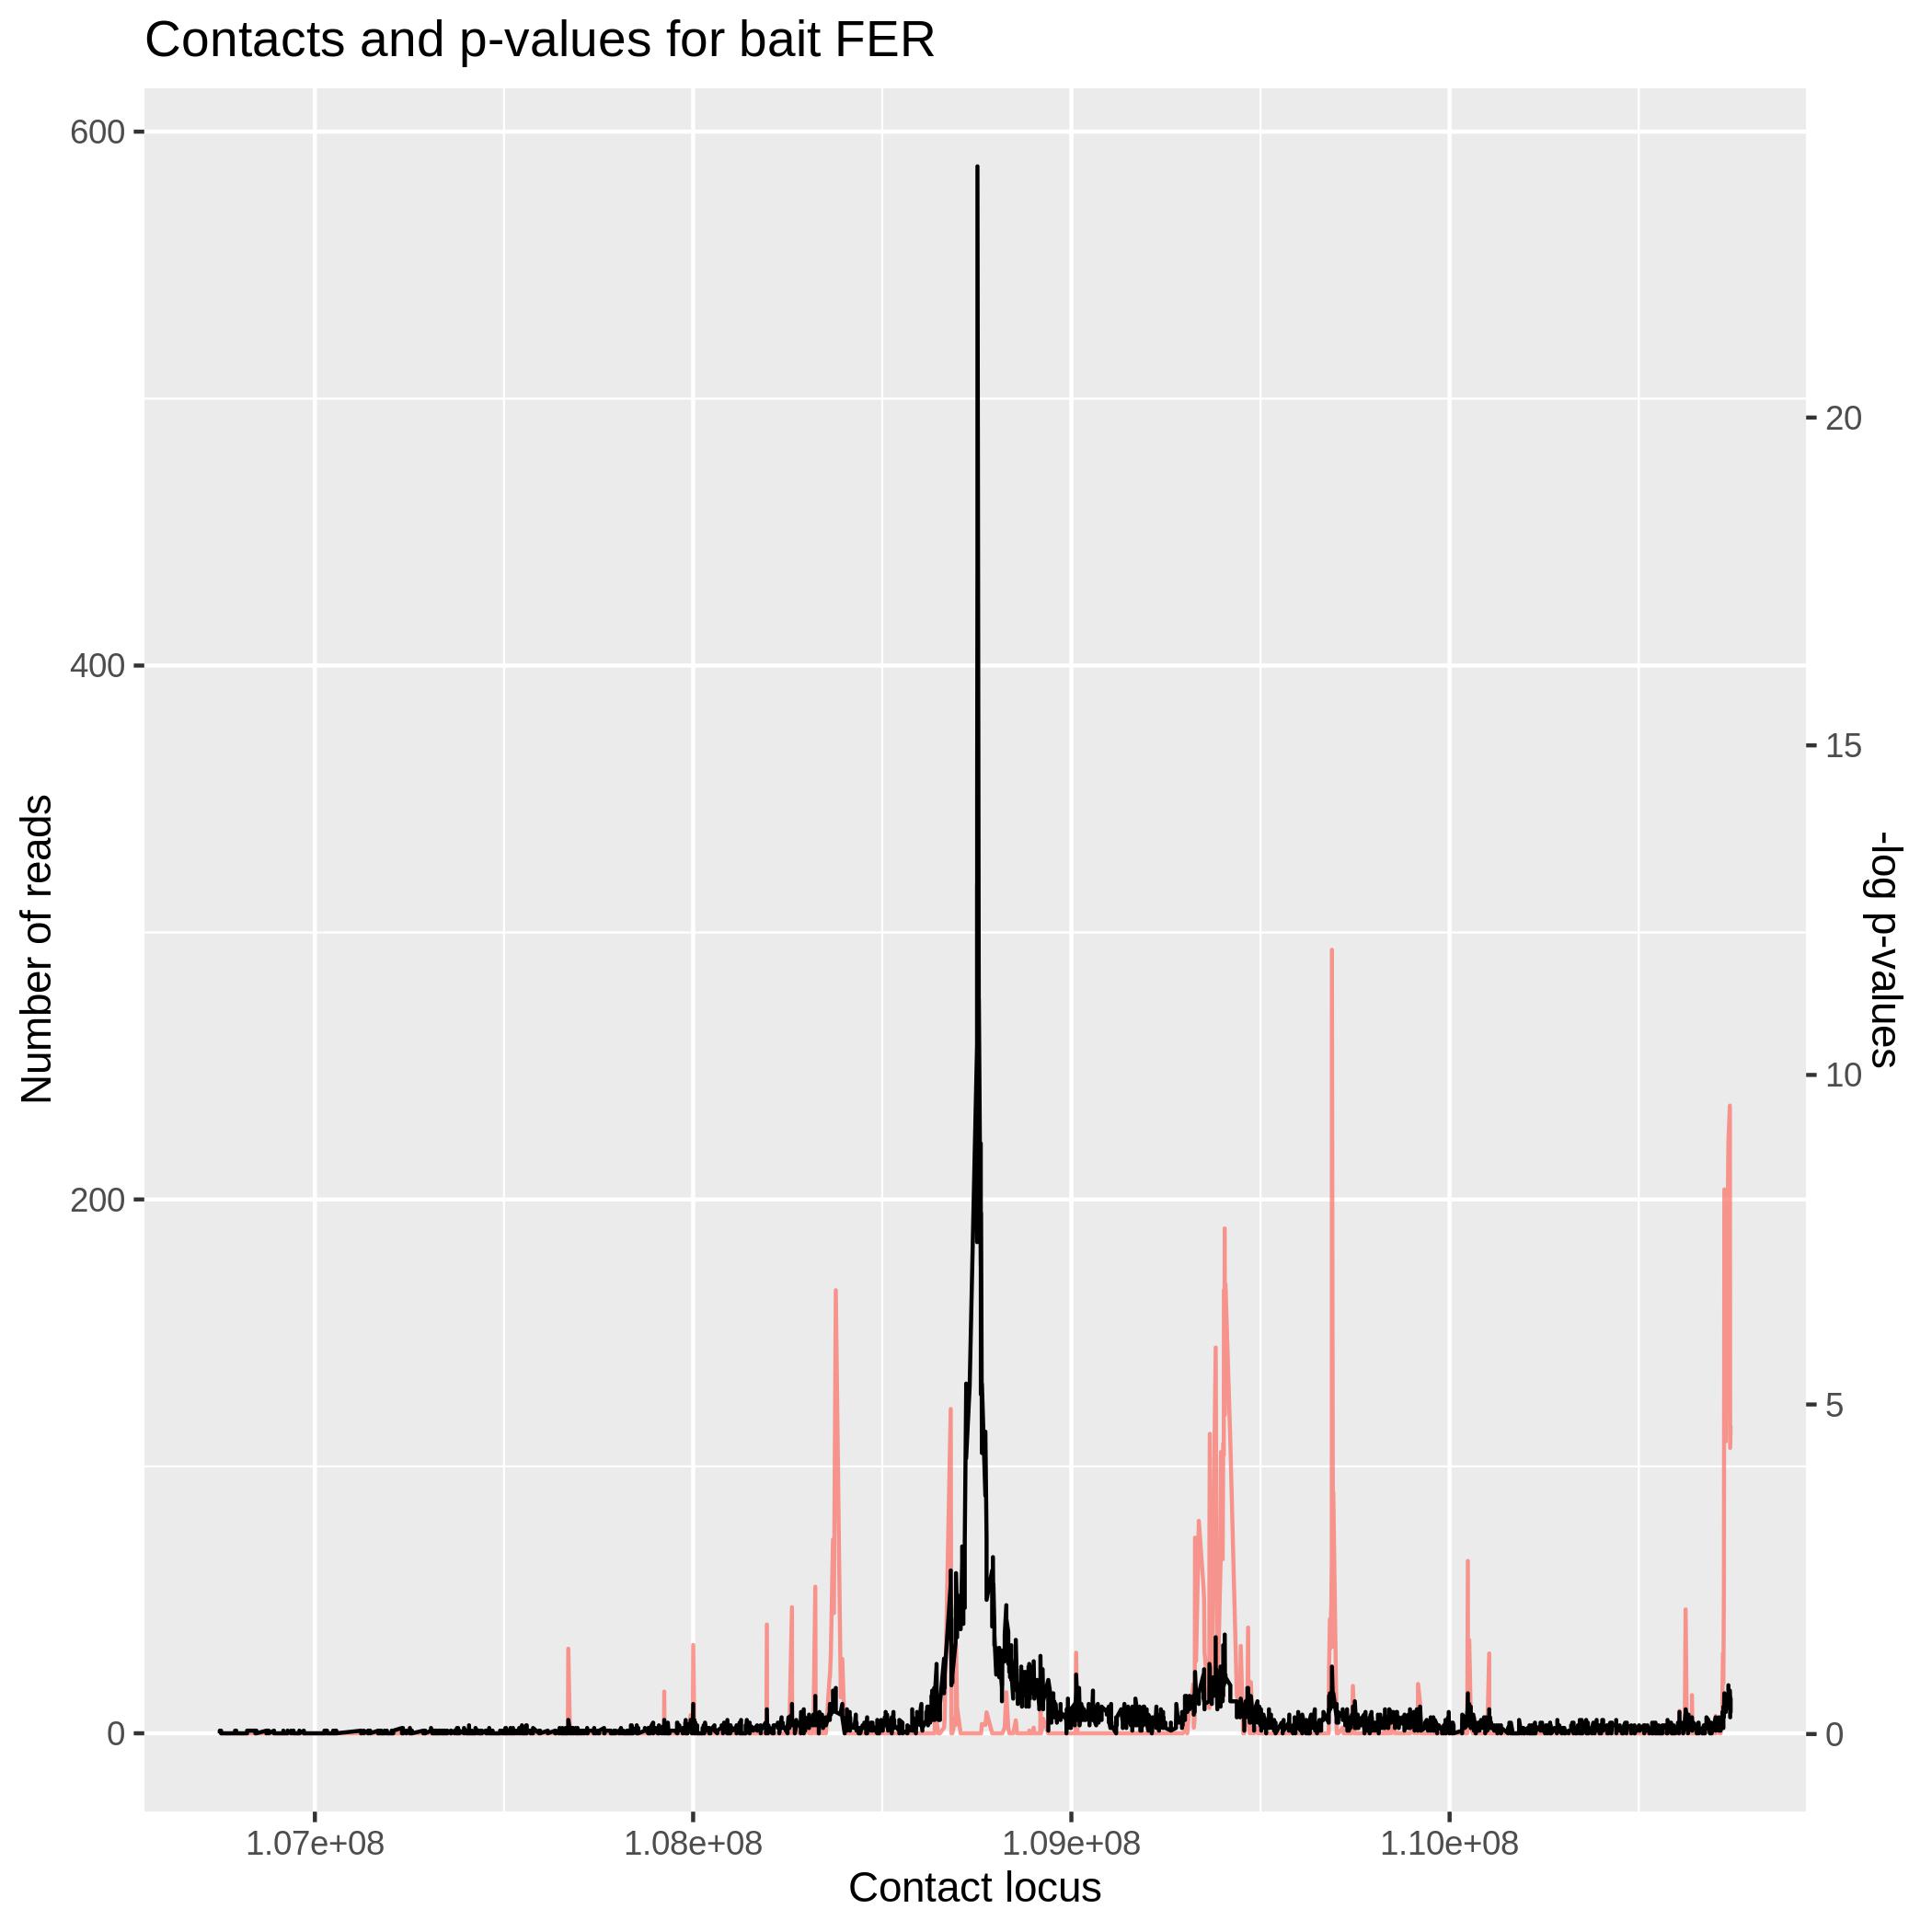 Contacts and p-values for bait FER
600
400
200
0
Number of reads
20
15
10
5
0
-log p-values
1.07e+08
1.08e+08
1.09e+08
1.10e+08
Contact locus